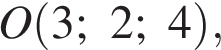 O(3; 2; 4),